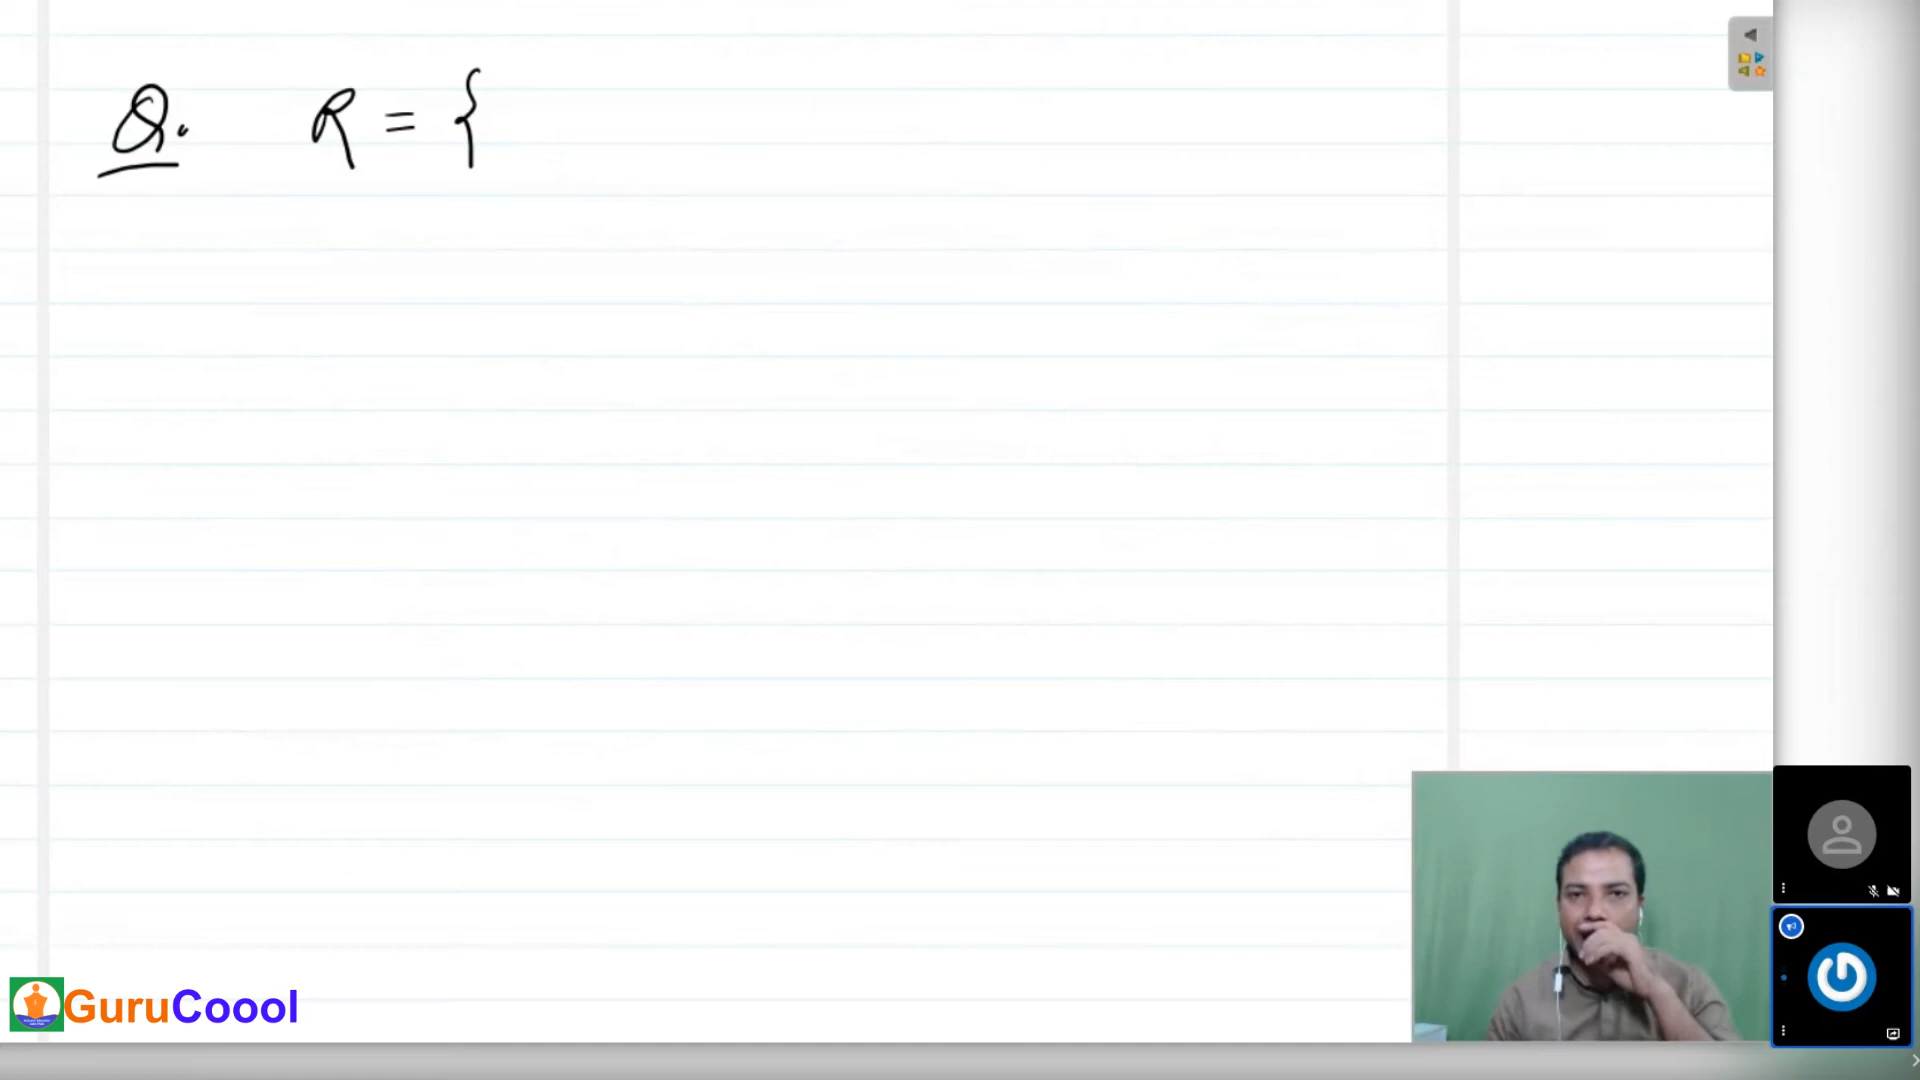 Q. R = {
GuruCoool